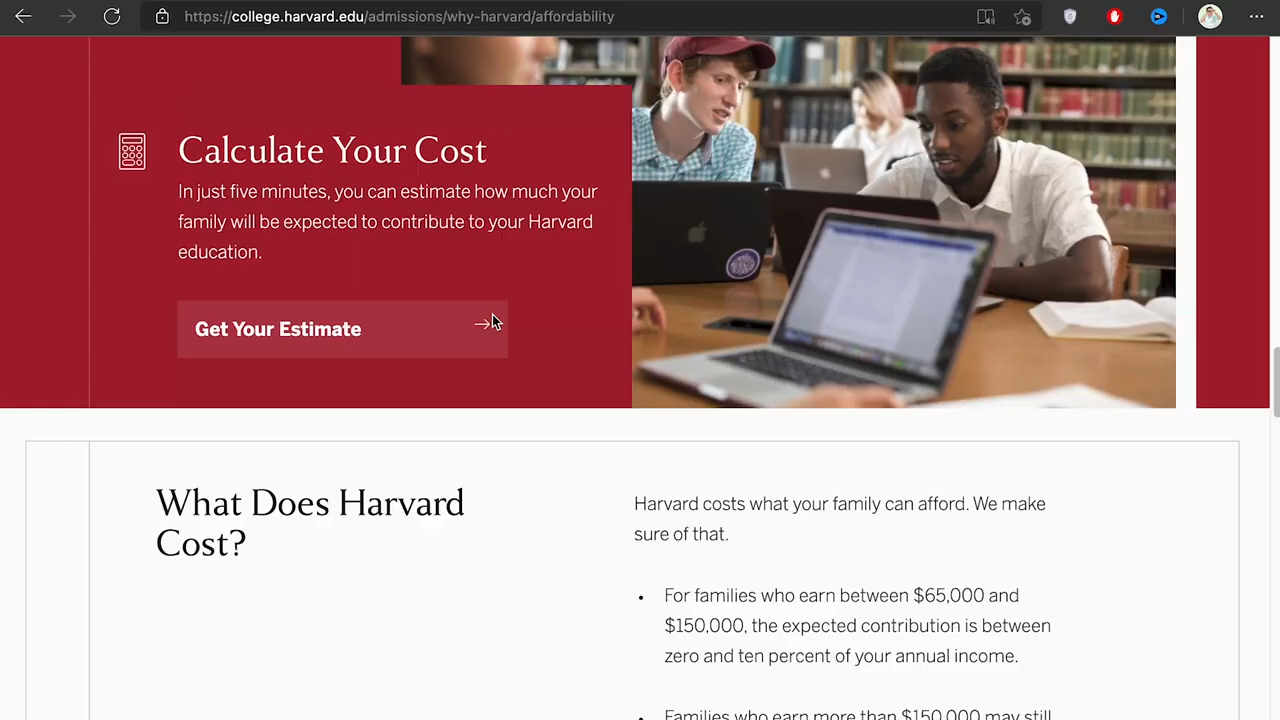 https://college.harvard.edu/admissions/why-harvard/affordability
Calculate Your Cost
In just five minutes, you can estimate how much your
family will be expected to contribute to your Harvard
education.
Get Your Estimate
What Does Harvard
Cost?
Harvard costs what your family can afford. We make
sure of that.
For families who earn between $65,000 and
$150,000, the expected contribution is between
zero and ten percent of your annual income.
Families who earn more than $150,000 may still